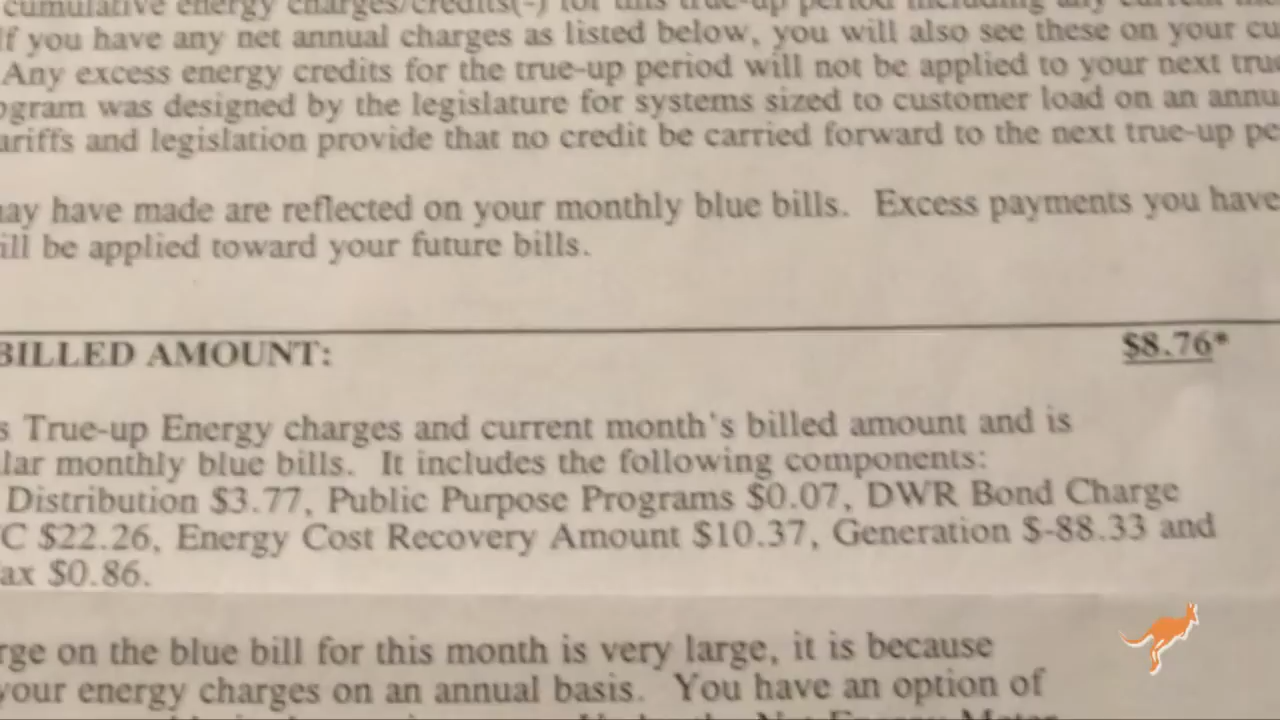 cumulative energy charges/credits(-) for this true-up period including any
If you have any net annual charges as listed below, you will also see these on your cu
Any excess energy credits for the true-up period will not be applied to your next true
ogram was designed by the legislature for systems sized to customer load on an annu
ariffs and legislation provide that no credit be carried forward to the next true-up pe
may have made are reflected on your monthly blue bills. Excess payments you have
ill be applied toward your future bills.
BILLED AMOUNT: $8.76*
s True-up Energy charges and current month's billed amount and is
lar monthly blue bills. It includes the following components:
Distribution $3.77, Public Purpose Programs $0.07, DWR Bond Charge
C $22.26, Energy Cost Recovery Amount $10.37, Generation $-88.33 and
ax $0.86.
rge on the blue bill for this month is very large, it is because
your energy charges on an annual basis. You have an option of